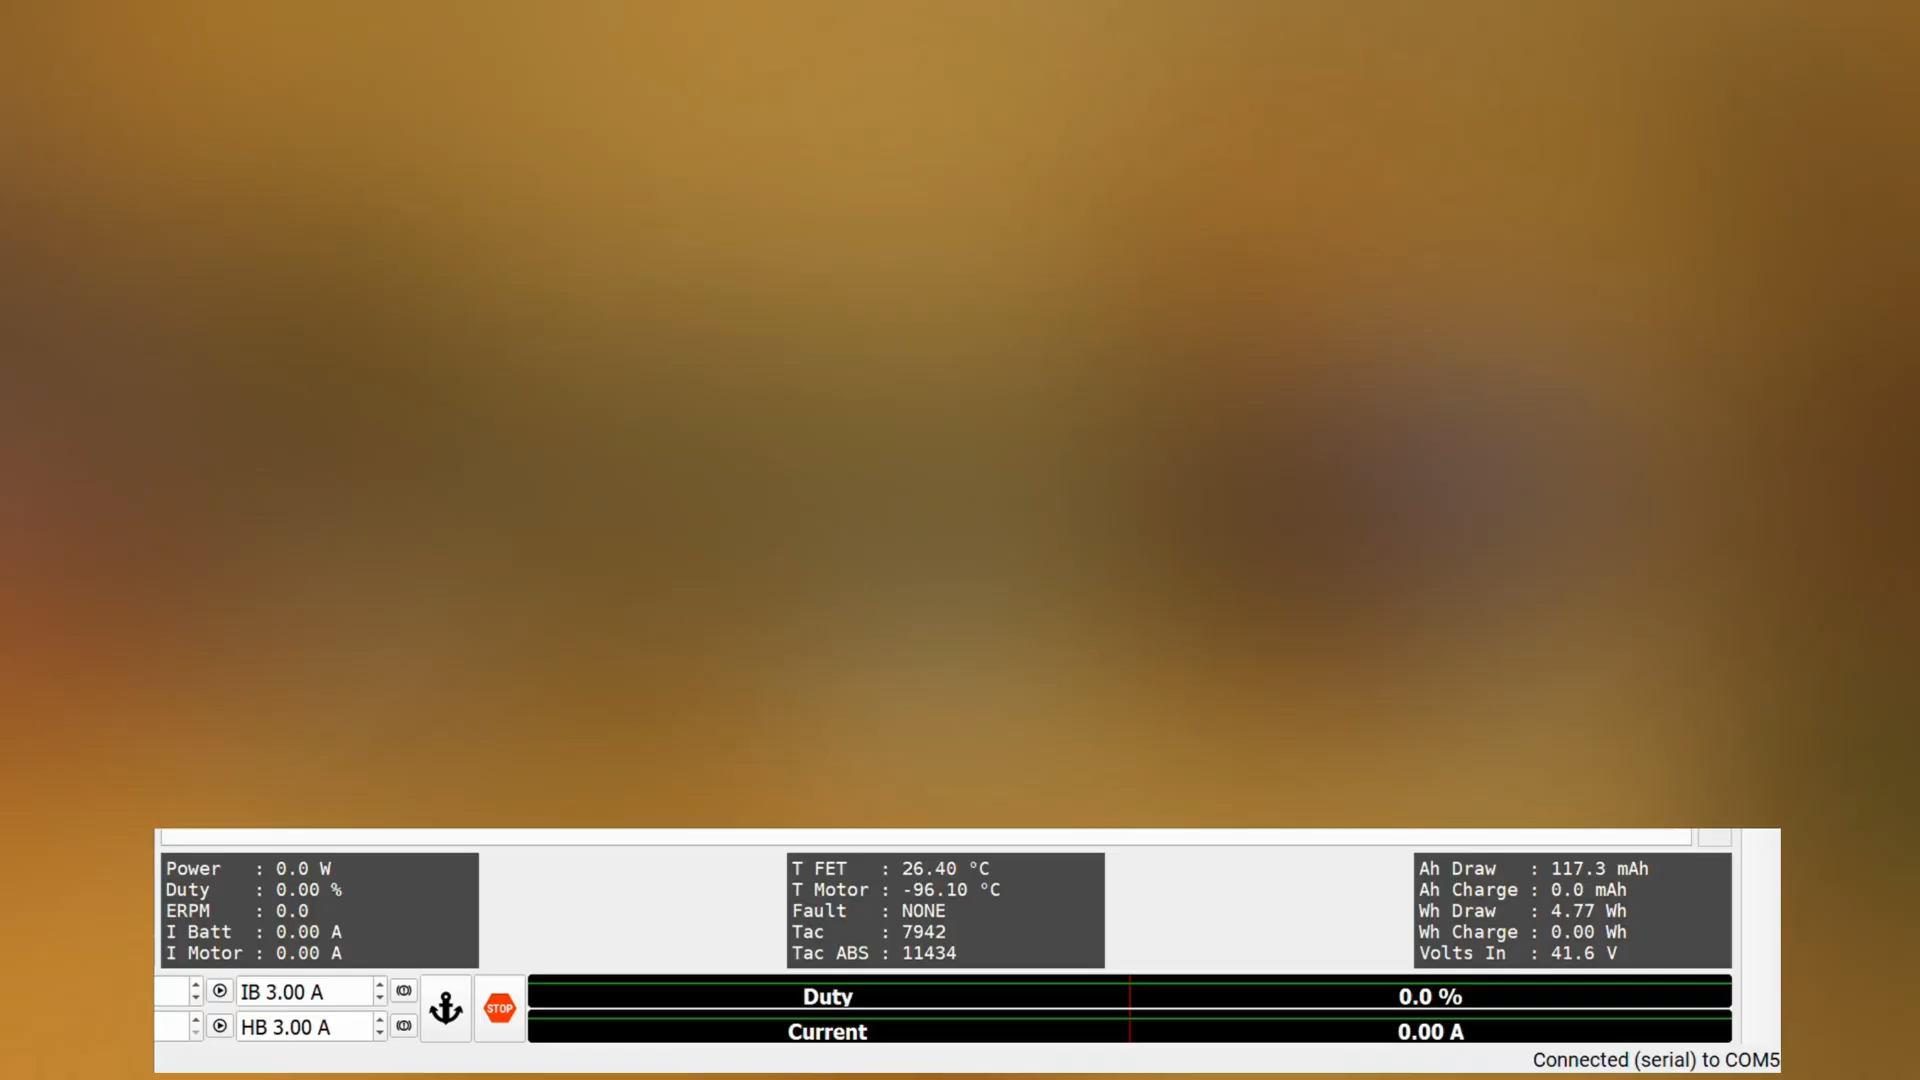 Power : 0.0 W
Duty : 0.00 %
ERPM : 0.0
I Batt : 0.00 A
I Motor : 0.00 A
T FET : 26.40 °C
T Motor : -96.10 °C
Fault : NONE
Tac : 7942
Tac ABS : 11434
Ah Draw : 117.3 mAh
Ah Charge : 0.0 mAh
Wh Draw : 4.77 Wh
Wh Charge : 0.00 Wh
Volts In : 41.6 V
IB 3.00 A
HB 3.00 A
STOP
Duty 0.0 %
Current 0.00 A
Connected (serial) to COM5